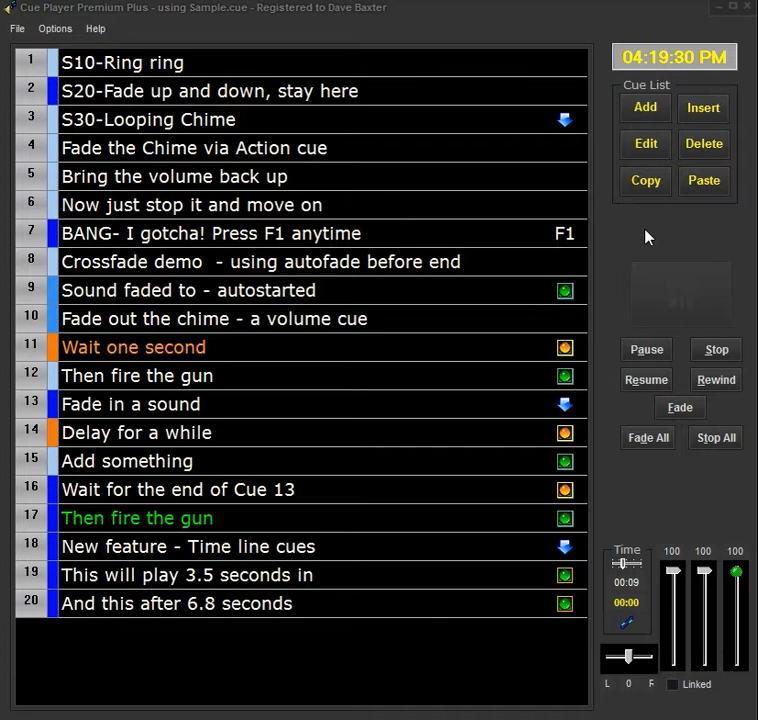 Cue Player Premium Plus - using Sample.cue - Registered to Dave Baxter
File Options Help
1 S10-Ring ring
2 S20-Fade up and down, stay here
3 S30-Looping Chime
4 Fade the Chime via Action cue
5 Bring the volume back up
6 Now just stop it and move on
7 BANG- I gotcha! Press F1 anytime F1
8 Crossfade demo - using autofade before end
9 Sound faded to - autostarted
10 Fade out the chime - a volume cue
11 Wait one second
12 Then fire the gun
13 Fade in a sound
14 Delay for a while
15 Add something
16 Wait for the end of Cue 13
17 Then fire the gun
18 New feature - Time line cues
19 This will play 3.5 seconds in
20 And this after 6.8 seconds
04:19:30 PM
Cue List
Add Insert
Edit Delete
Copy Paste
Pause Stop
Resume Rewind
Fade
Fade All Stop All
Time 100 100 100
00:09
00:00
L 0 R Linked